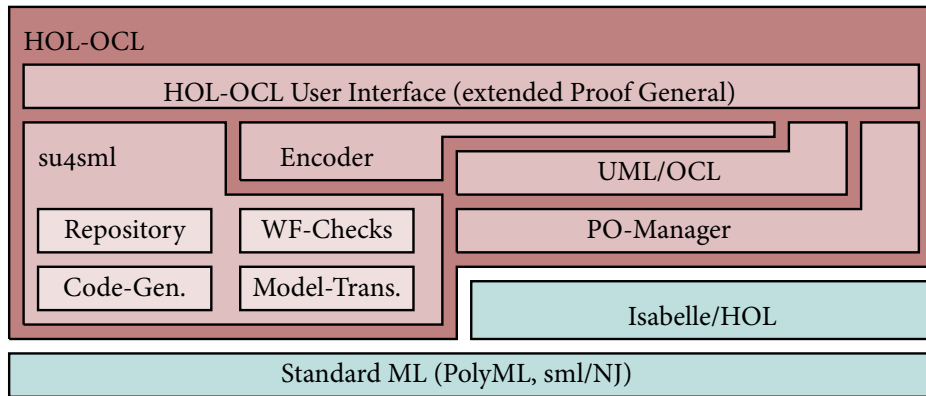 HOL-OCL
HOL-OCL User Interface (extended Proof General)
su4sml
Encoder
UML/OCL
Repository
WF-Checks
PO-Manager
Code-Gen.
Model-Trans.
Isabelle/HOL
Standard ML (PolyML, sml/NJ)